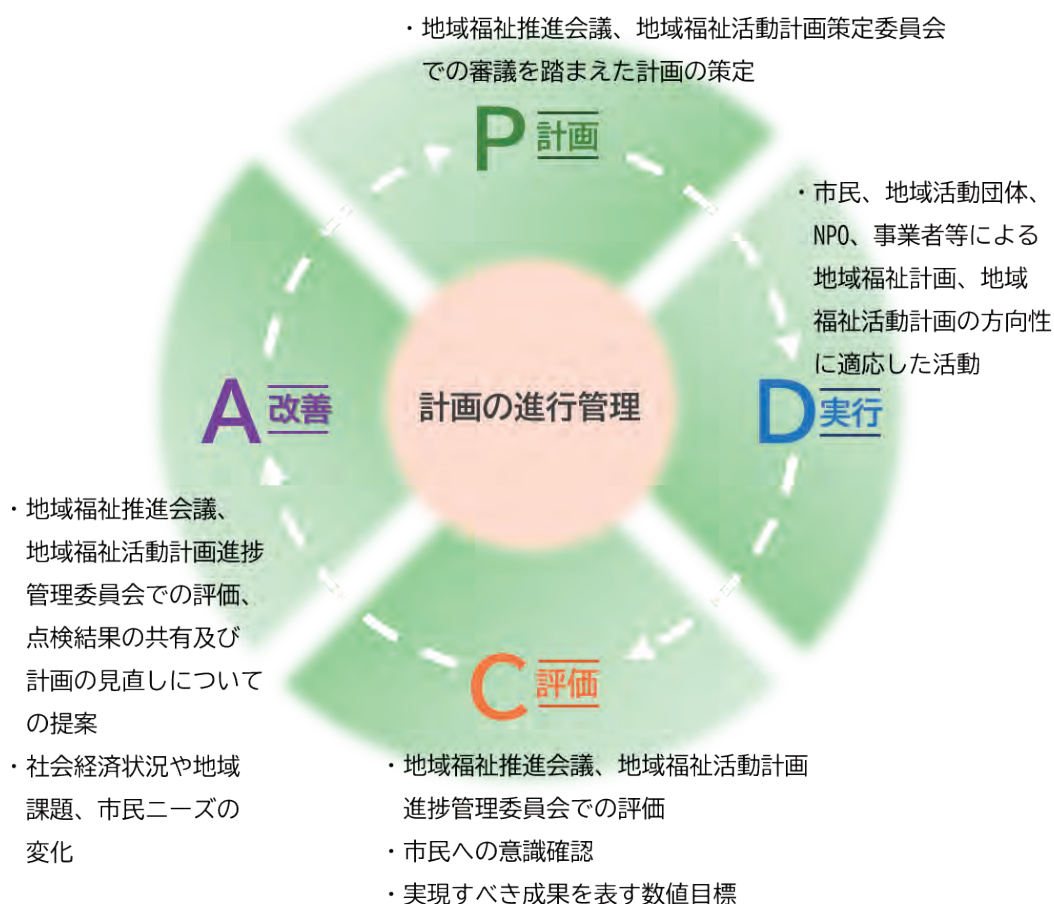 ・地域福祉推進会議、地域福祉活動計画策定委員会
での審議を踏まえた計画の策定
P 計画
・市民、地域活動団体、
NPO、事業者等による
地域福祉計画、地域
福祉活動計画の方向性
に適応した活動
D 実行
計画の進行管理
A 改善
・地域福祉推進会議、
地域福祉活動計画進捗
管理委員会での評価、
点検結果の共有及び
計画の見直しについて
の提案
・社会経済状況や地域
課題、市民ニーズの
変化
C 評価
・地域福祉推進会議、地域福祉活動計画
進捗管理委員会での評価
・市民への意識確認
・実現すべき成果を表す数値目標